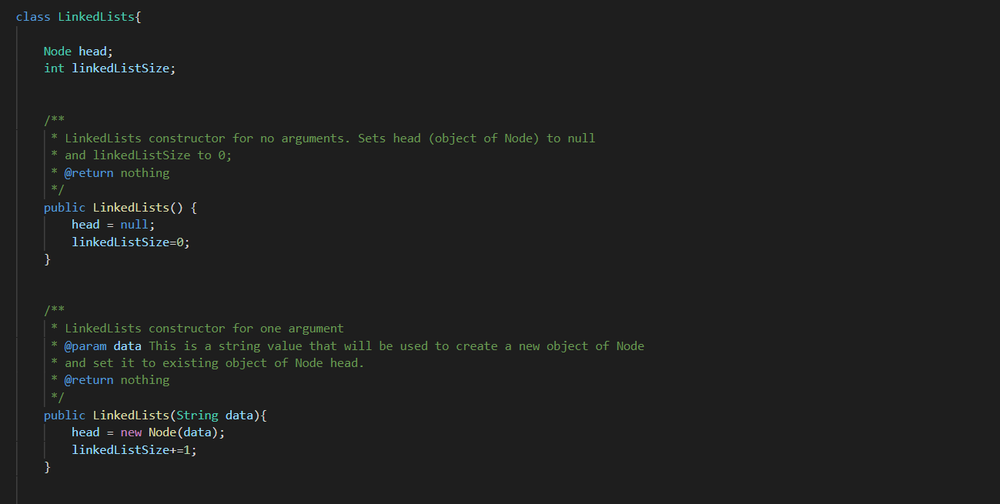 class LinkedLists{
Node head;
int linkedListSize;
/**
* LinkedLists constructor for no arguments. Sets head (object of Node) to null
* and linkedListSize to 0;
* @return nothing
*/
public LinkedLists() {
head = null;
linkedListSize=0;
}
/**
* LinkedLists constructor for one argument
* @param data This is a string value that will be used to create a new object of Node
* and set it to existing object of Node head.
* @return nothing
*/
public LinkedLists(String data){
head = new Node(data);
linkedListSize+=1;
}